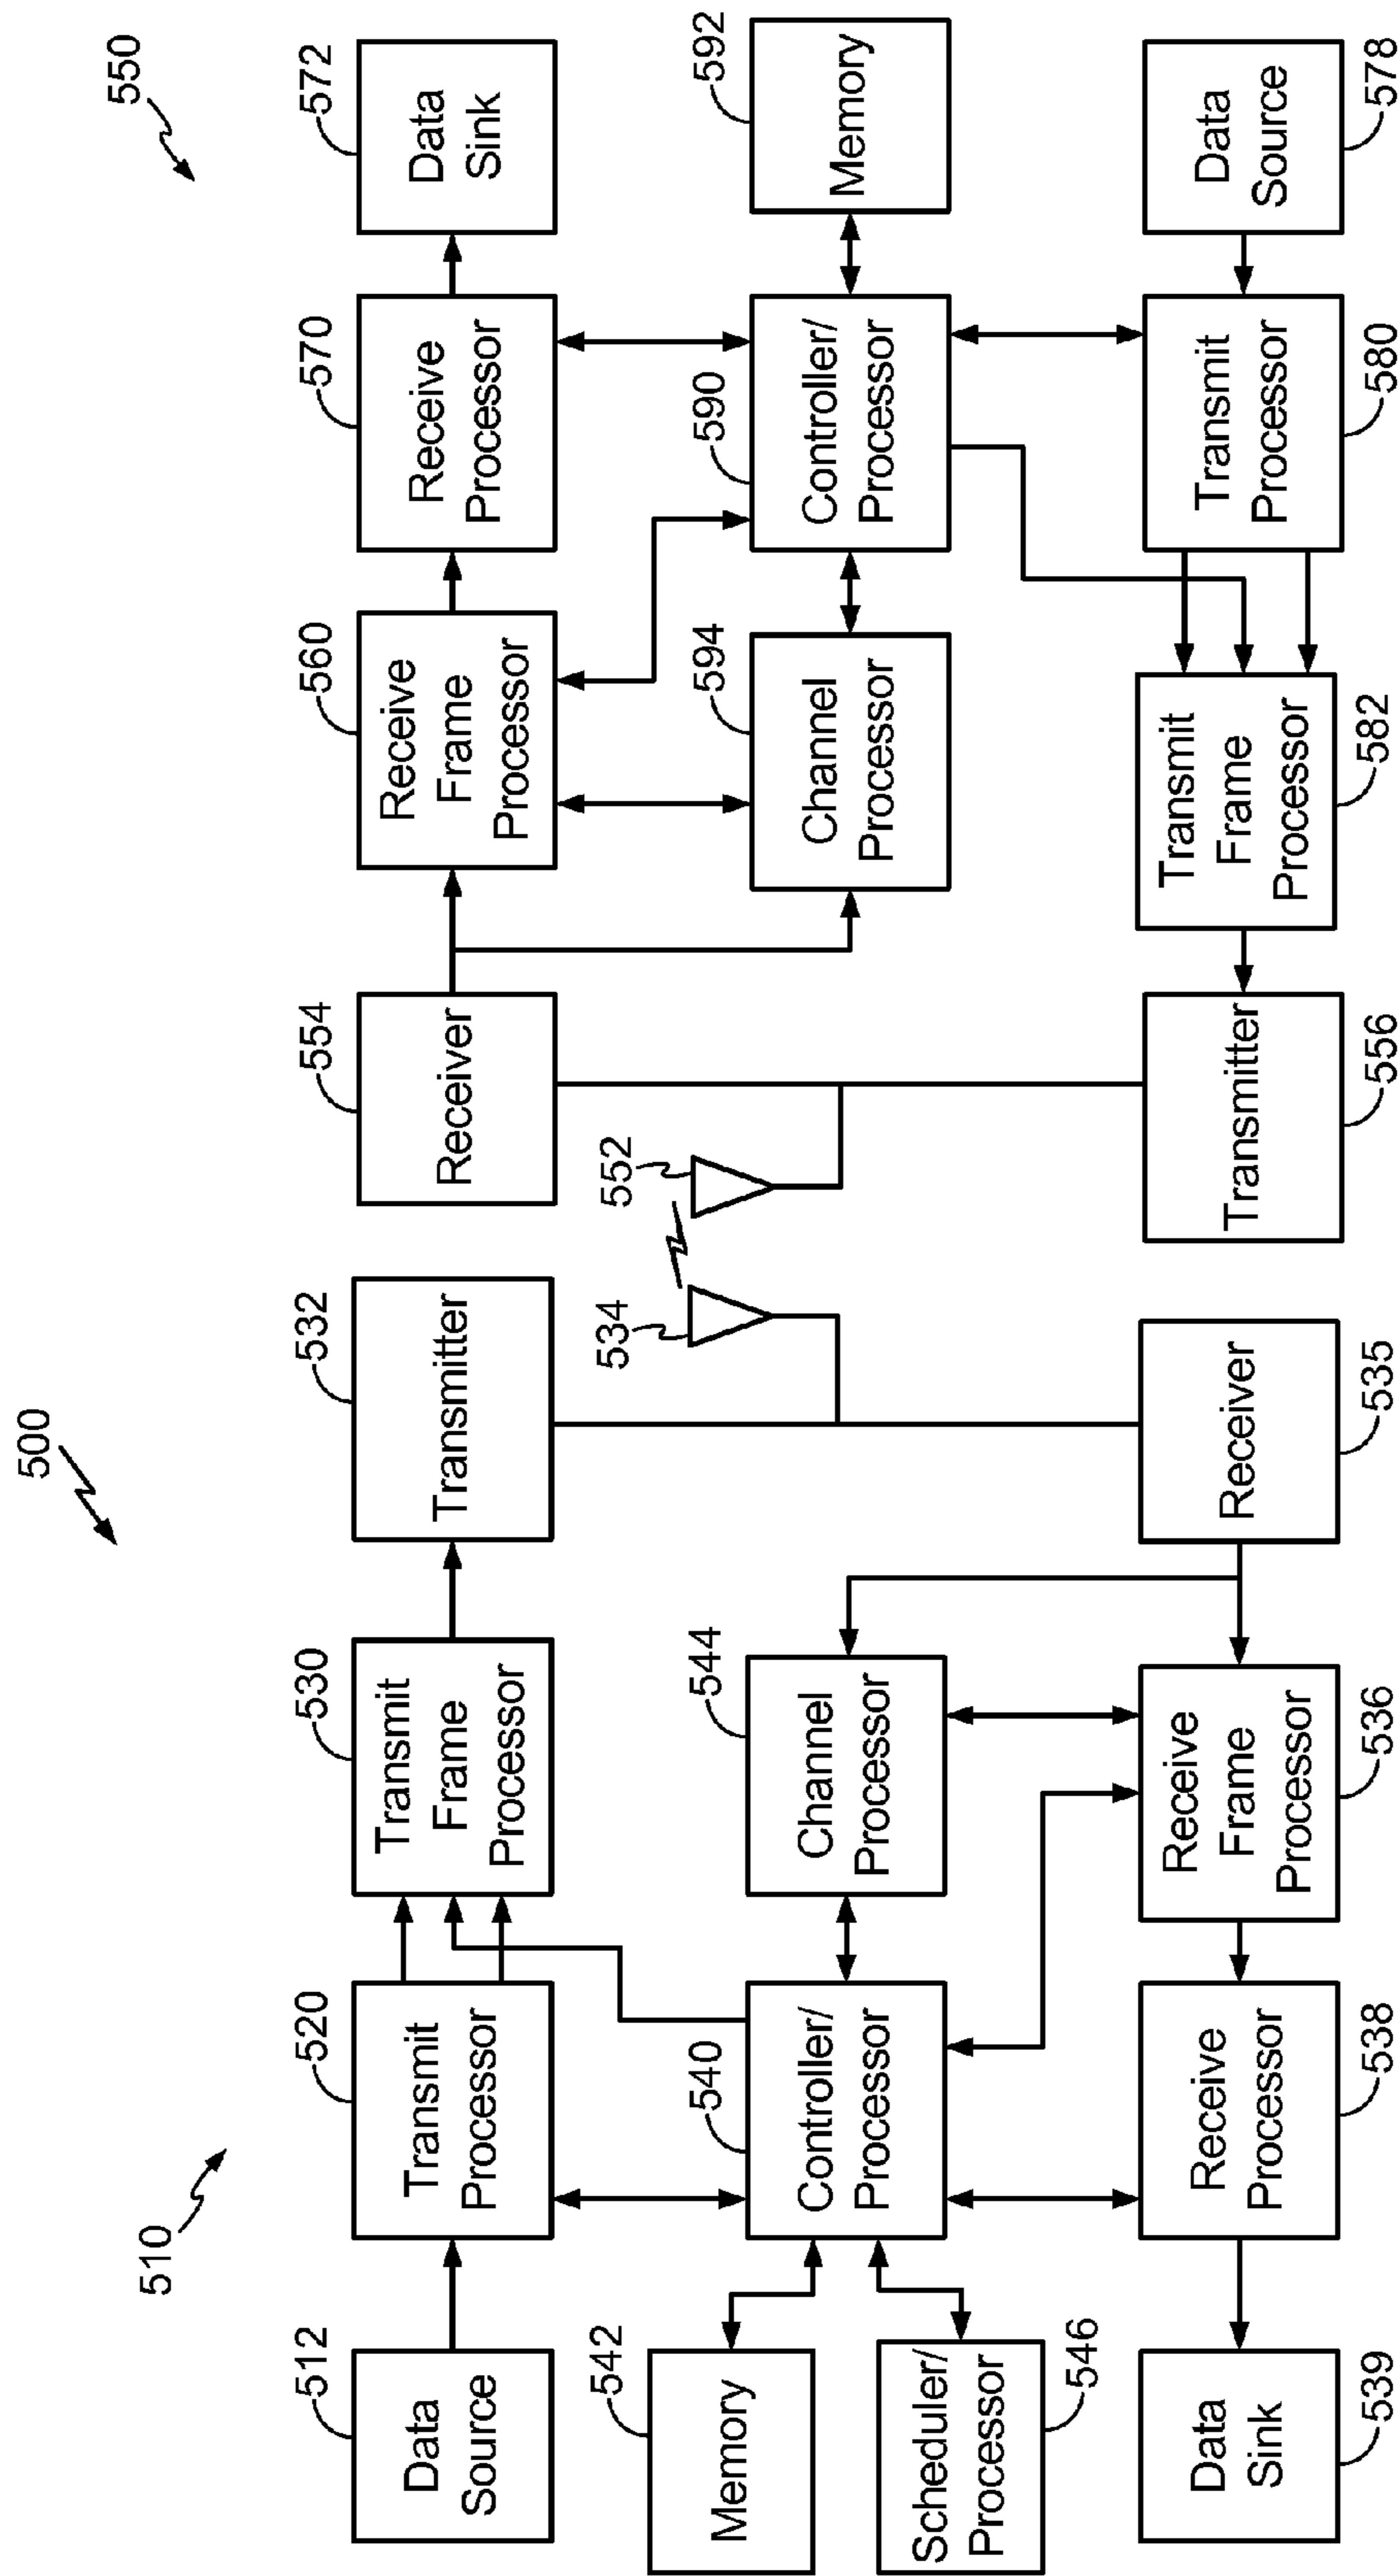 500
510
550
512
Data
Source
520
Transmit
Processor
530
Transmit
Frame
Processor
532
Transmitter
554
Receiver
560
Receive
Frame
Processor
570
Receive
Processor
572
Data
Sink
542
Memory
540
Controller/
Processor
544
Channel
Processor
534
552
594
Channel
Processor
590
Controller/
Processor
592
Memory
Scheduler/
Processor
546
Data
Sink
539
Receive
Processor
538
Receive
Frame
Processor
536
Receiver
535
Transmitter
556
Transmit
Frame
Processor
582
Transmit
Processor
580
Data
Source
578